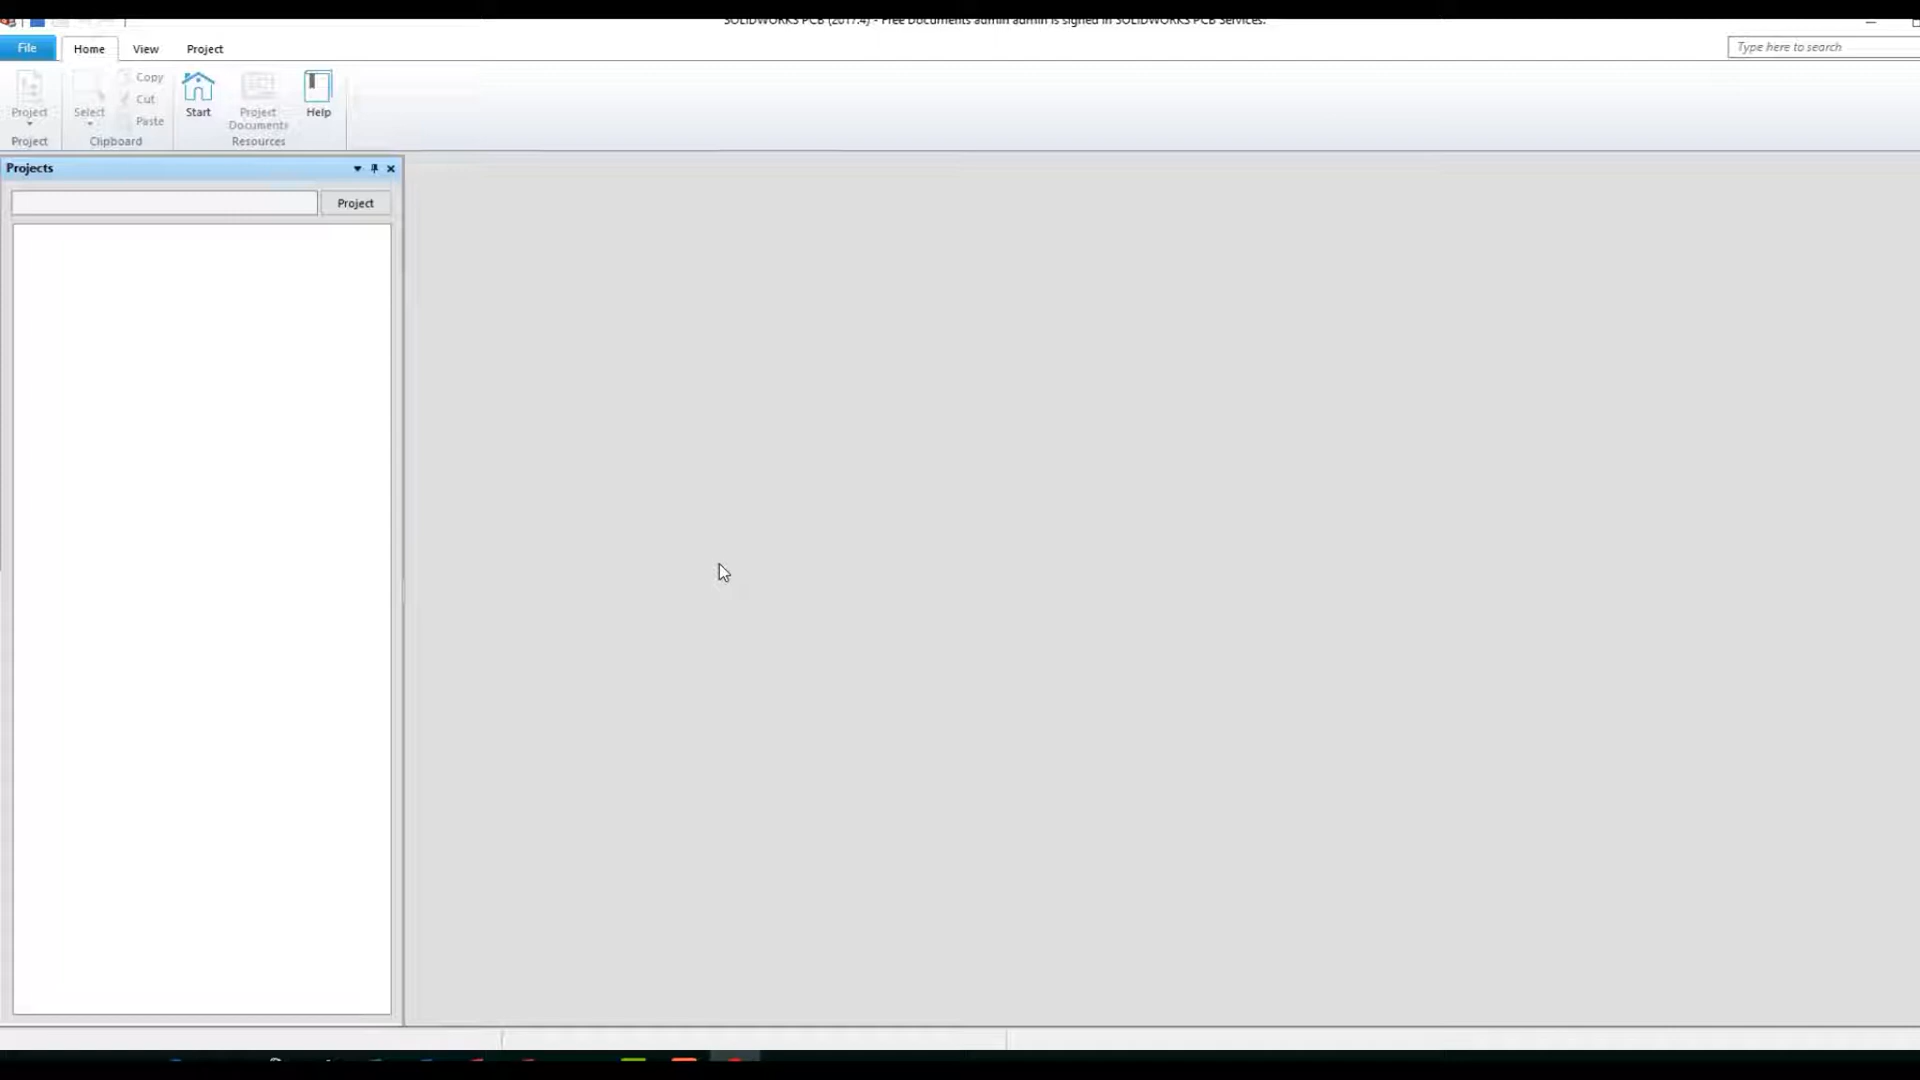 SOLIDWORKS PCB (2017.4) - Free Documents admin admin is signed in SOLIDWORKS PCB Services.
File Home View Project
Type here to search
Project
Select
Copy
Cut
Paste
Start
Project
Documents
Help
Project Clipboard Resources
Projects
Project